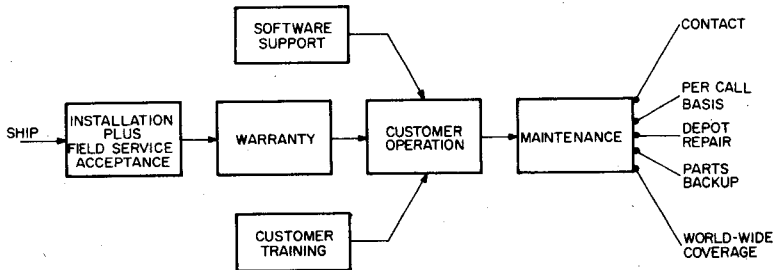 SOFTWARE
SUPPORT
SHIP
INSTALLATION
PLUS
FIELD SERVICE
ACCEPTANCE
WARRANTY
CUSTOMER
OPERATION
MAINTENANCE
CUSTOMER
TRAINING
CONTACT
PER CALL
BASIS
DEPOT
REPAIR
PARTS
BACKUP
WORLD-WIDE
COVERAGE